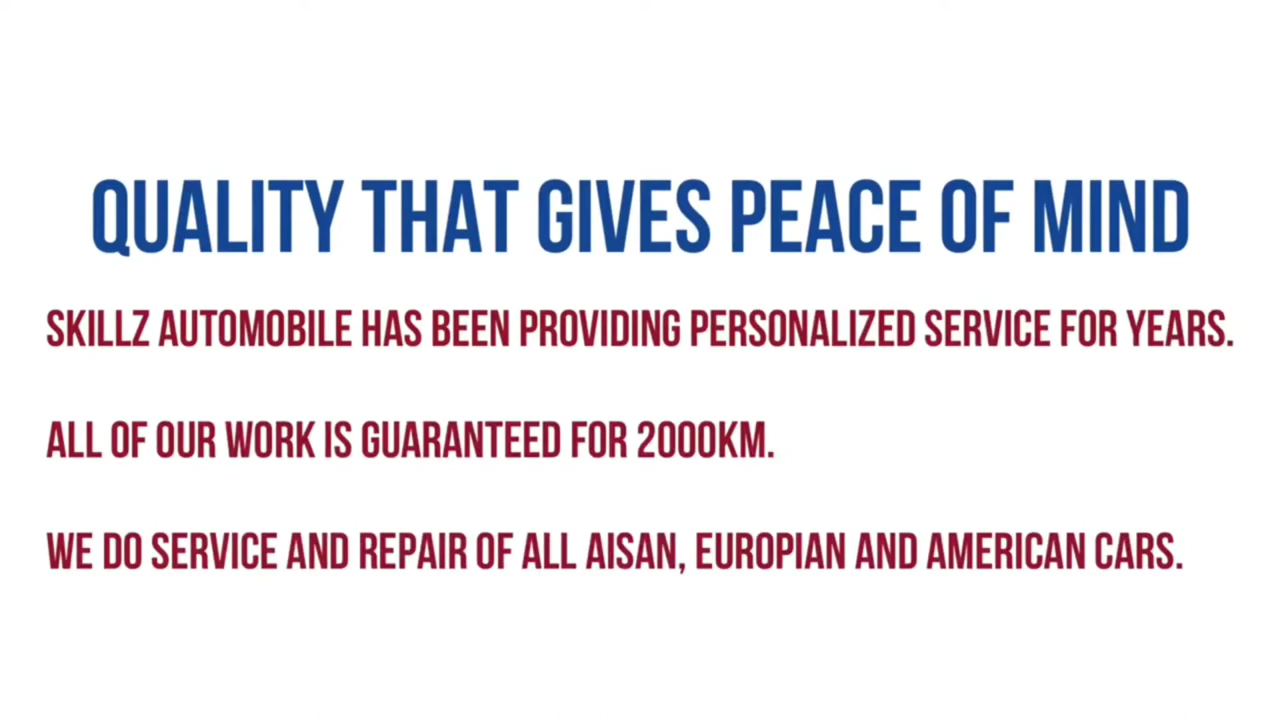 QUALITY THAT GIVES PEACE OF MIND
SKILLZ AUTOMOBILE HAS BEEN PROVIDING PERSONALIZED SERVICE FOR YEARS.
ALL OF OUR WORK IS GUARANTEED FOR 2000KM.
WE DO SERVICE AND REPAIR OF ALL AISAN, EUROPIAN AND AMERICAN CARS.